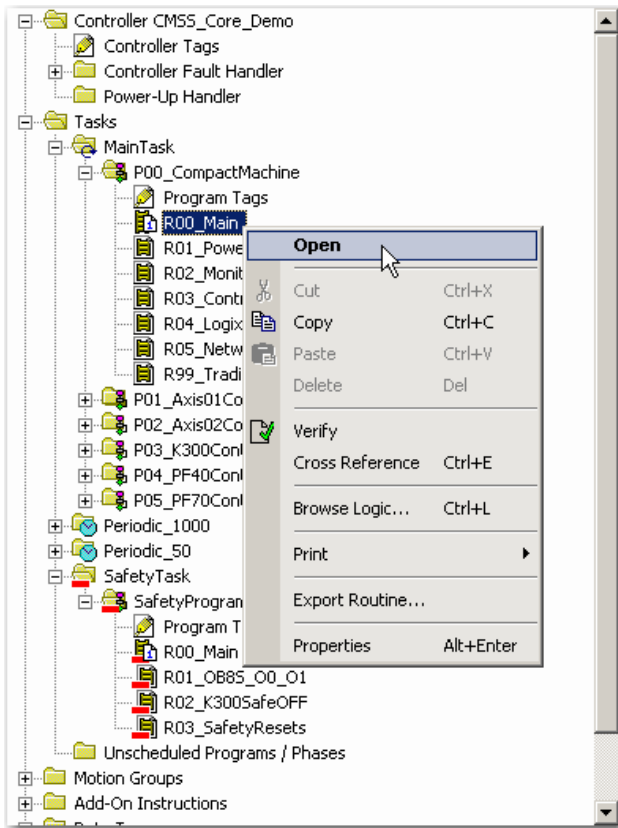 Controller CMSS_Core_Demo
Controller Tags
Controller Fault Handler
Power-Up Handler
Tasks
MainTask
P00_CompactMachine
Program Tags
R00_Main
R01_Powe
R02_Monit
R03_Contr
R04_Logix
R05_Netw
R99_Tradi
P01_Axis01Co
P02_Axis02Co
P03_K300Con
P04_PF40Con
P05_PF70Con
Periodic_1000
Periodic_50
SafetyTask
SafetyProgran
Program T
R00_Main
R01_OB8S_O0_O1
R02_K300SafeOFF
R03_SafetyResets
Unscheduled Programs / Phases
Motion Groups
Add-On Instructions
Open
Cut Ctrl+X
Copy Ctrl+C
Paste Ctrl+V
Delete Del
Verify
Cross Reference Ctrl+E
Browse Logic... Ctrl+L
Print
Export Routine...
Properties Alt+Enter